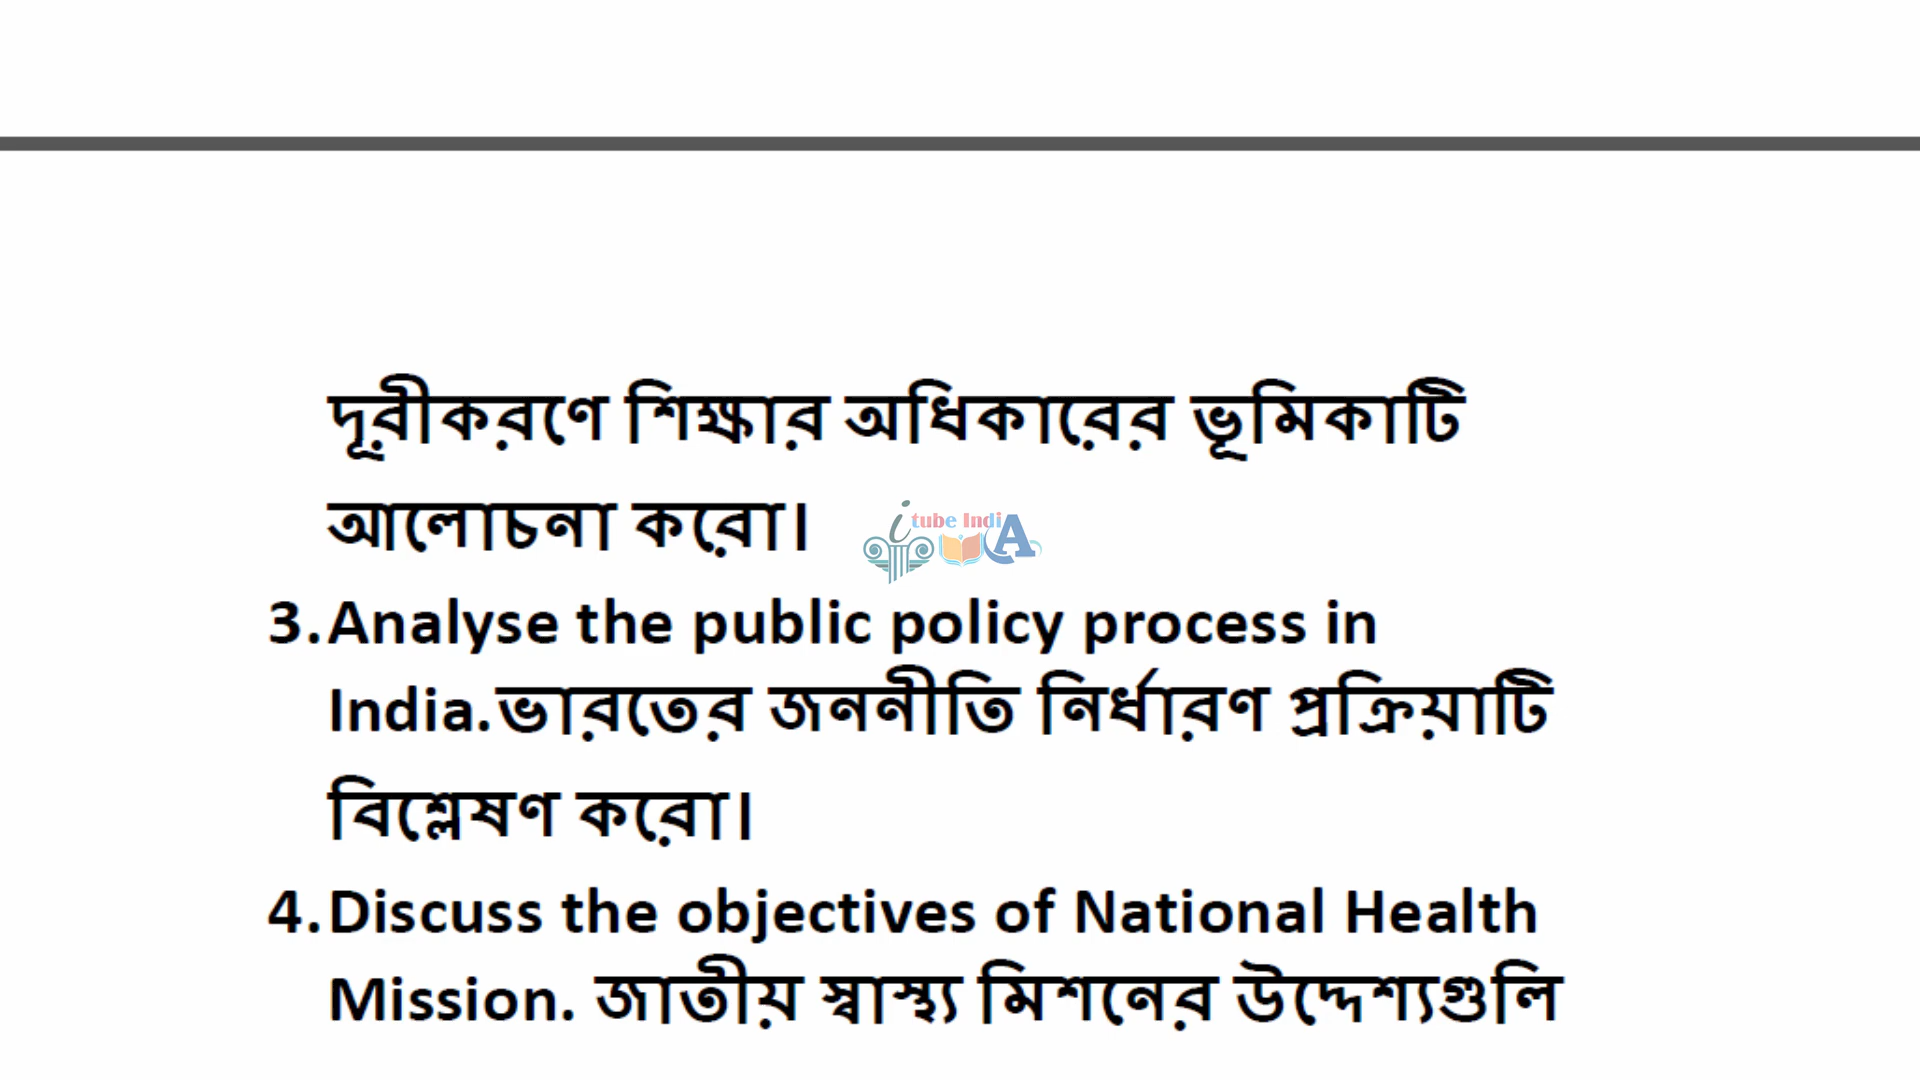 দূরীকরণে শিক্ষার অধিকারের ভূমিকাটি
আলোচনা করো।
i tube IndiA
3.Analyse the public policy process in
India.ভারতের জননীতি নির্ধারণ প্রক্রিয়াটি
বিশ্লেষণ করো।
4.Discuss the objectives of National Health
Mission. জাতীয় স্বাস্থ্য মিশনের উদ্দেশ্যগুলি